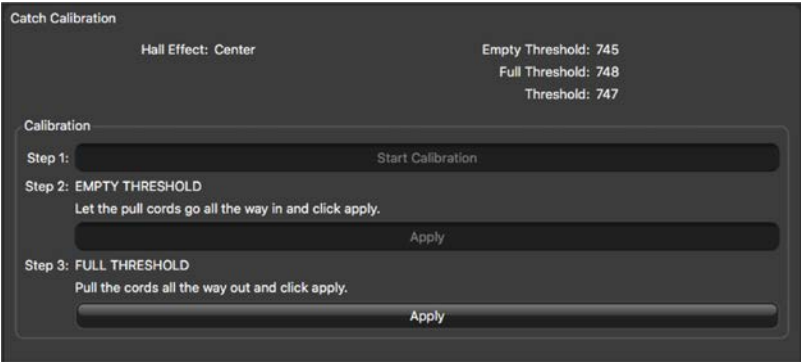 Catch Calibration
Hall Effect: Center
Empty Threshold: 745
Full Threshold: 748
Threshold: 747
Calibration
Step 1: Start Calibration
Step 2: EMPTY THRESHOLD
Let the pull cords go all the way in and click apply.
Apply
Step 3: FULL THRESHOLD
Pull the cords all the way out and click apply.
Apply